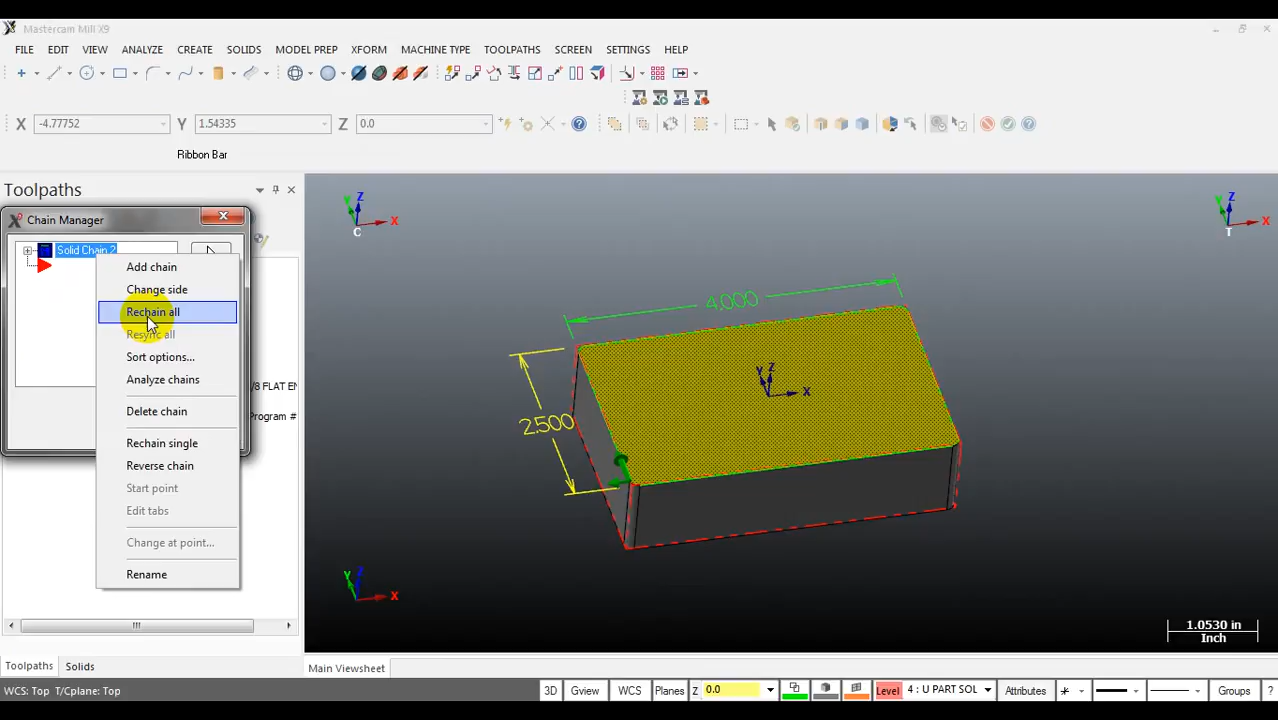 Mastercam Mill X9
FILE EDIT VIEW ANALYZE CREATE SOLIDS MODEL PREP XFORM MACHINE TYPE TOOLPATHS SCREEN SETTINGS HELP
X -4.77752 Y 1.54335 Z 0.0
Ribbon Bar
Toolpaths
Chain Manager
Solid Chain 2
Add chain
Change side
Rechain all
Resync all
Sort options...
Analyze chains
Delete chain
Rechain single
Reverse chain
Start point
Edit tabs
Change at point...
Rename
/8 FLAT EN
Program #
Z
Y
X
C
Z
Y
X
T
4.000
2.500
Y Z
X
Z
Y
X
1.0530 in
Inch
Toolpaths Solids
Main Viewsheet
WCS: Top T/Cplane: Top
3D Gview WCS Planes Z 0.0 Level 4 : U PART SOL Attributes Groups ?